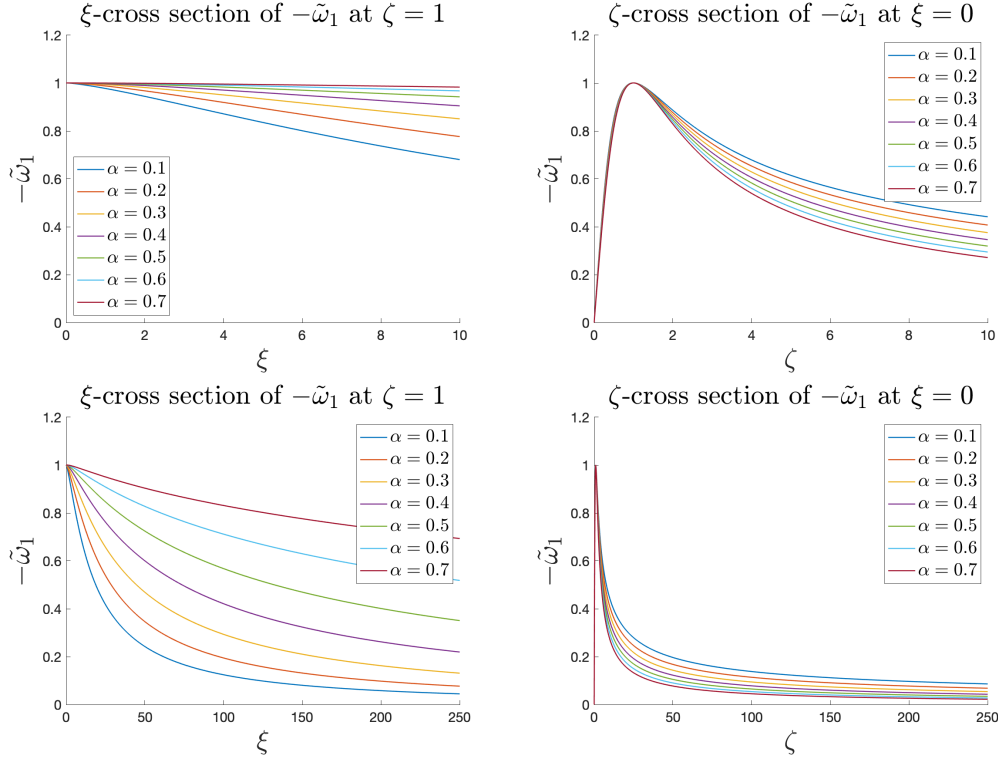 ξ-cross section of −ω̃₁ at ζ = 1
−ω̃₁
1.2
1
0.8
0.6
0.4
0.2
0
α = 0.1
α = 0.2
α = 0.3
α = 0.4
α = 0.5
α = 0.6
α = 0.7
0 2 4 6 8 10
ξ
ζ-cross section of −ω̃₁ at ξ = 0
−ω̃₁
1.2
1
0.8
0.6
0.4
0.2
0
α = 0.1
α = 0.2
α = 0.3
α = 0.4
α = 0.5
α = 0.6
α = 0.7
0 2 4 6 8 10
ζ
ξ-cross section of −ω̃₁ at ζ = 1
−ω̃₁
1.2
1
0.8
0.6
0.4
0.2
0
α = 0.1
α = 0.2
α = 0.3
α = 0.4
α = 0.5
α = 0.6
α = 0.7
0 50 100 150 200 250
ξ
ζ-cross section of −ω̃₁ at ξ = 0
−ω̃₁
1.2
1
0.8
0.6
0.4
0.2
0
α = 0.1
α = 0.2
α = 0.3
α = 0.4
α = 0.5
α = 0.6
α = 0.7
0 50 100 150 200 250
ζ